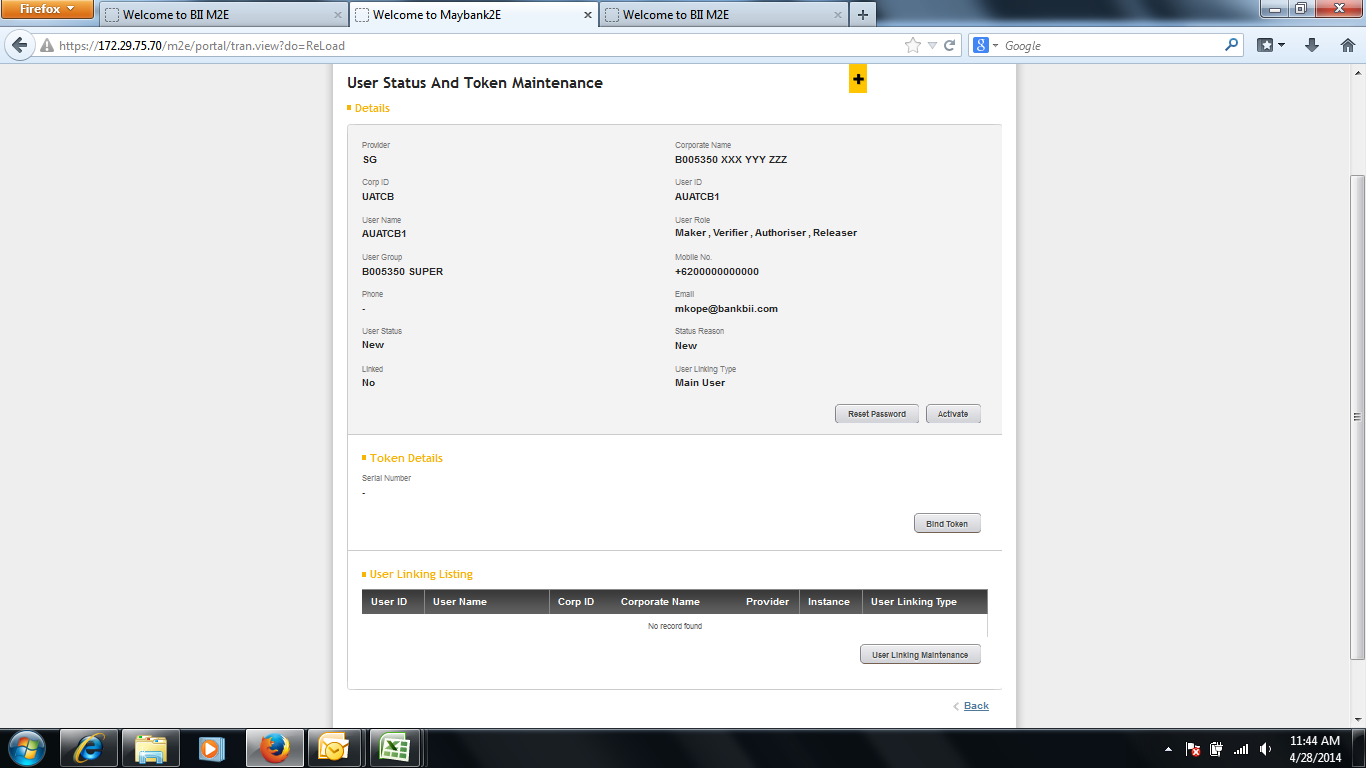 Firefox
Welcome to BII M2E
Welcome to Maybank2E
Welcome to BII M2E
https://172.29.75.70/m2e/portal/tran.view?do=ReLoad
Google
User Status And Token Maintenance
Details
Provider
SG
Corporate Name
B005350 XXX YYY ZZZ
Corp ID
UATCB
User ID
AUATCB1
User Name
AUATCB1
User Role
Maker , Verifier , Authoriser , Releaser
User Group
B005350 SUPER
Mobile No.
+6200000000000
Phone
-
Email
mkope@bankbii.com
User Status
New
Status Reason
New
Linked
No
User Linking Type
Main User
Reset Password Activate
Token Details
Serial Number
-
Bind Token
User Linking Listing
User ID User Name Corp ID Corporate Name Provider Instance User Linking Type
No record found
User Linking Maintenance
Back
11:44 AM
4/28/2014